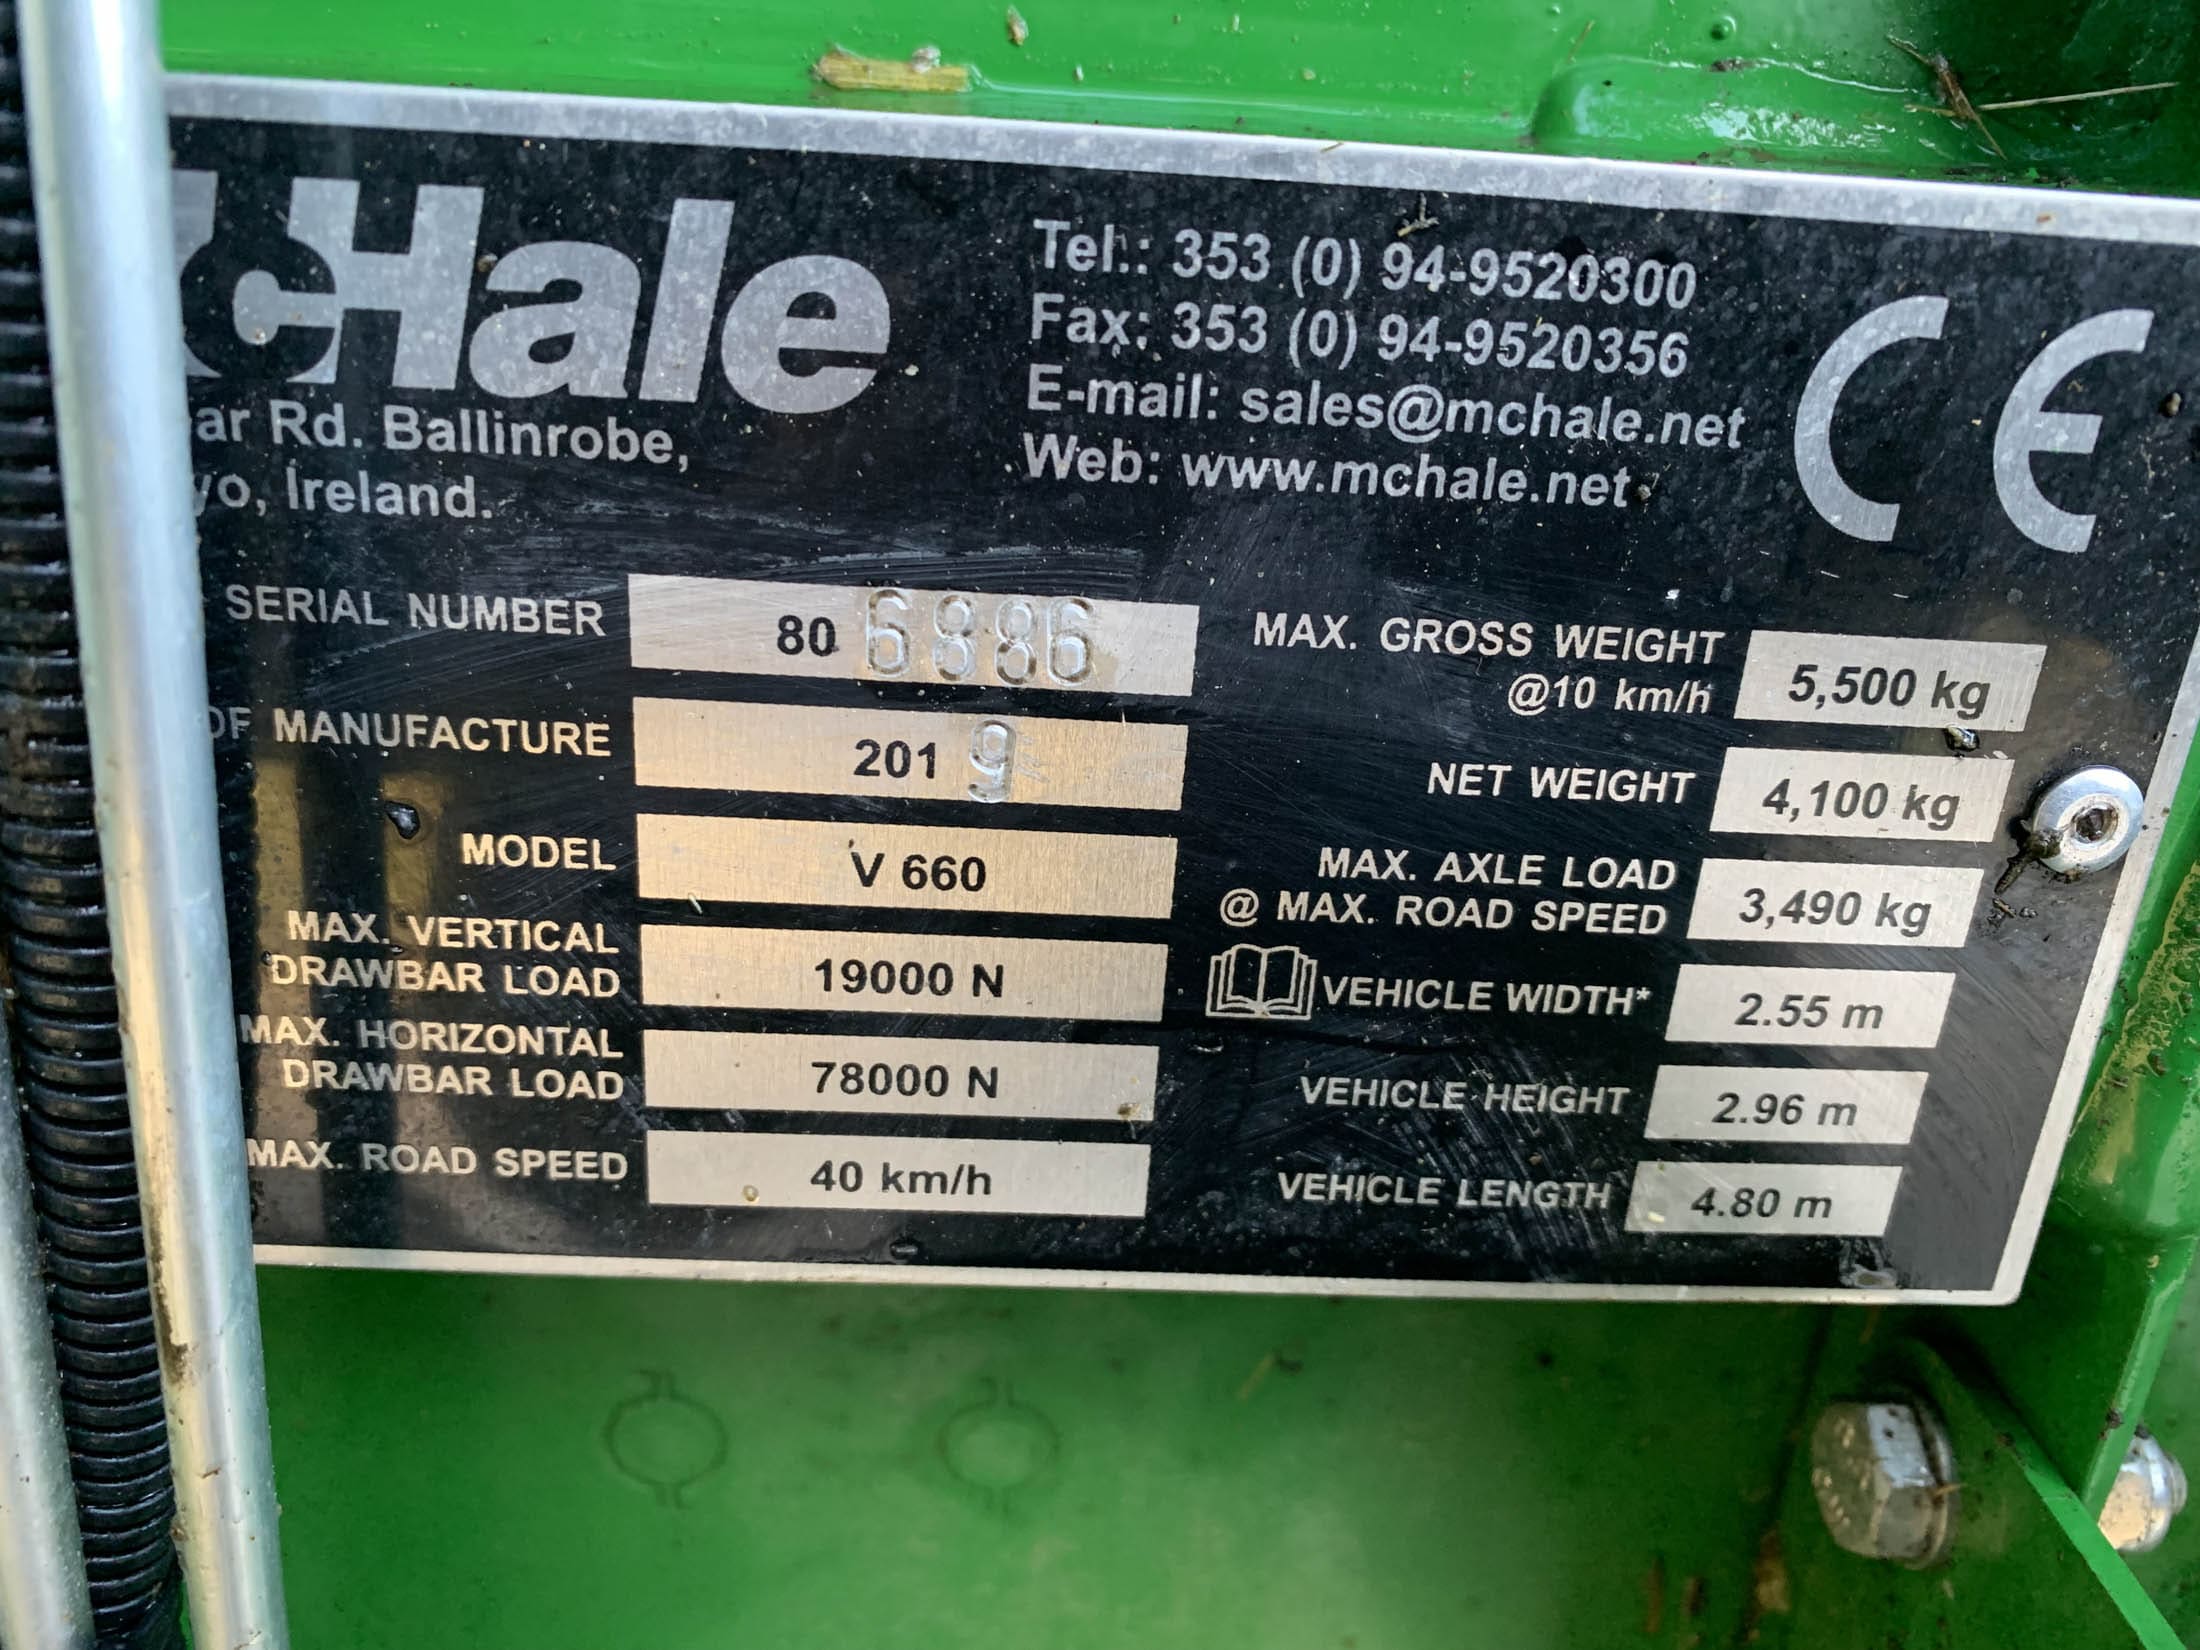 McHale
ar Rd. Ballinrobe,
yo, Ireland.
Tel.: 353 (0) 94-9520300
Fax: 353 (0) 94-9520356
E-mail: sales@mchale.net
Web: www.mchale.net
CE
SERIAL NUMBER 80 6886
OF MANUFACTURE 2019
MODEL V 660
MAX. VERTICAL
DRAWBAR LOAD 19000 N
MAX. HORIZONTAL
DRAWBAR LOAD 78000 N
MAX. ROAD SPEED 40 km/h
MAX. GROSS WEIGHT
@10 km/h 5,500 kg
NET WEIGHT 4,100 kg
MAX. AXLE LOAD
@ MAX. ROAD SPEED 3,490 kg
VEHICLE WIDTH* 2.55 m
VEHICLE HEIGHT 2.96 m
VEHICLE LENGTH 4.80 m